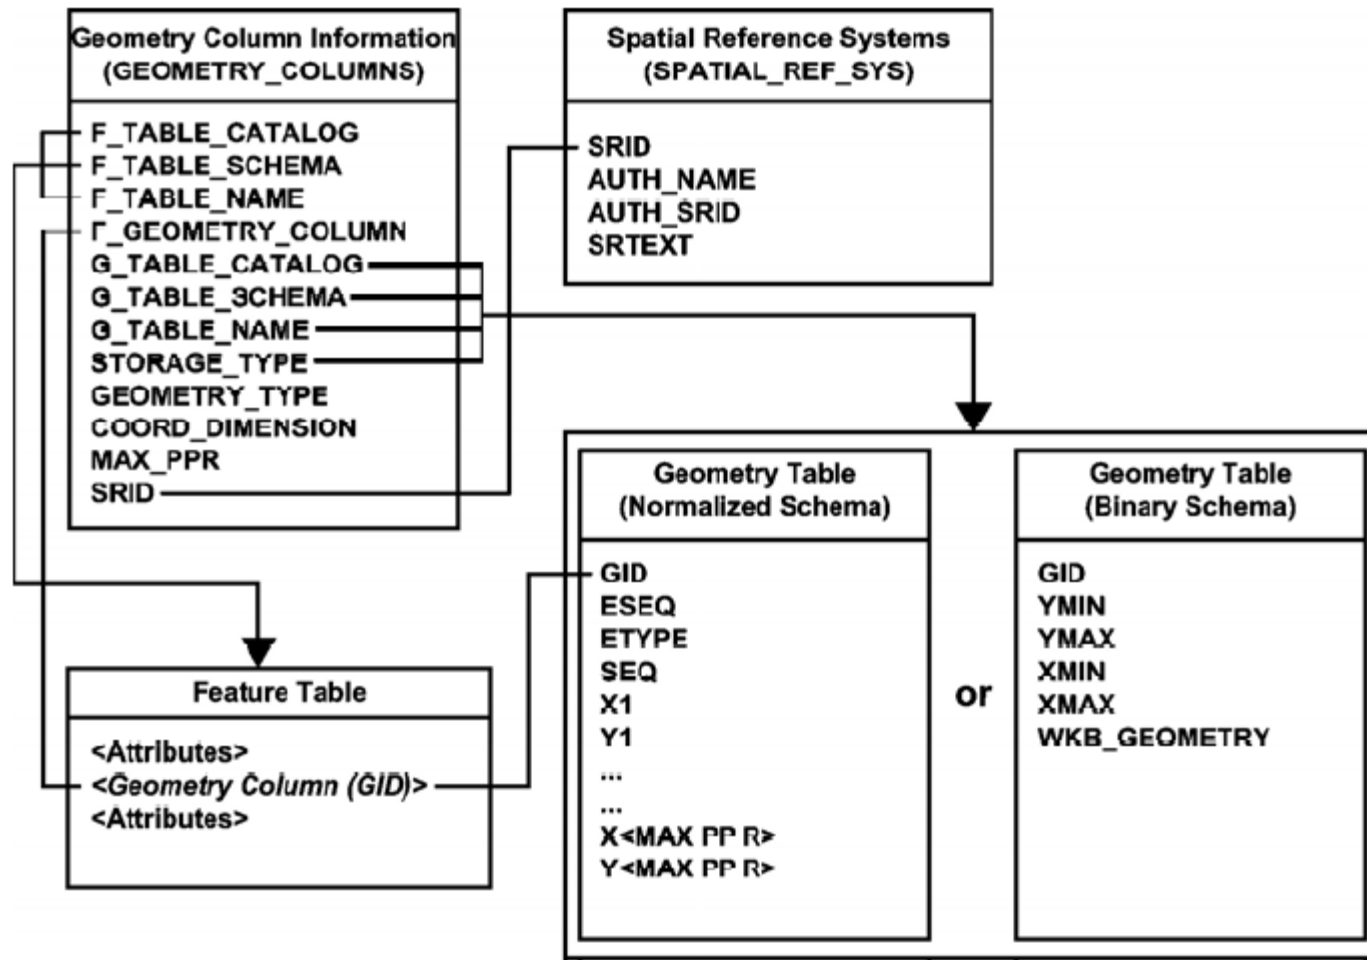 Geometry Column Information
(GEOMETRY_COLUMNS)
F_TABLE_CATALOG
F_TABLE_SCHEMA
F_TABLE_NAME
F_GEOMETRY_COLUMN
G_TABLE_CATALOG
G_TABLE_SCHEMA
G_TABLE_NAME
STORAGE_TYPE
GEOMETRY_TYPE
COORD_DIMENSION
MAX_PPR
SRID
Spatial Reference Systems
(SPATIAL_REF_SYS)
SRID
AUTH_NAME
AUTH_SRID
SRTEXT
Feature Table
<Attributes>
<Geometry Column (GID)>
<Attributes>
Geometry Table
(Normalized Schema)
GID
ESEQ
ETYPE
SEQ
X1
Y1
...
...
X<MAX PP R>
Y<MAX PP R>
or
Geometry Table
(Binary Schema)
GID
YMIN
YMAX
XMIN
XMAX
WKB_GEOMETRY